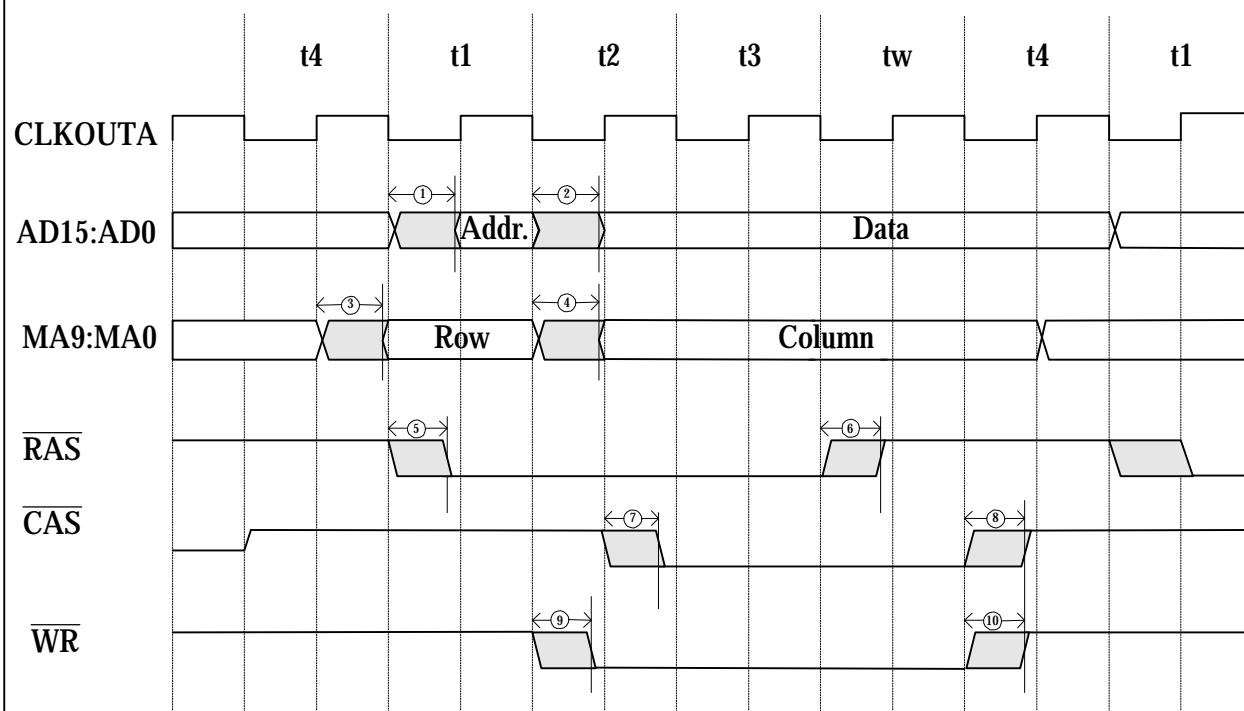 t4 t1 t2 t3 tw t4 t1
CLKOUTA
1 2
AD15:AD0 Addr. Data
3 4
MA9:MA0 Row Column
5 6
RAS
7 8
CAS
9 10
WR